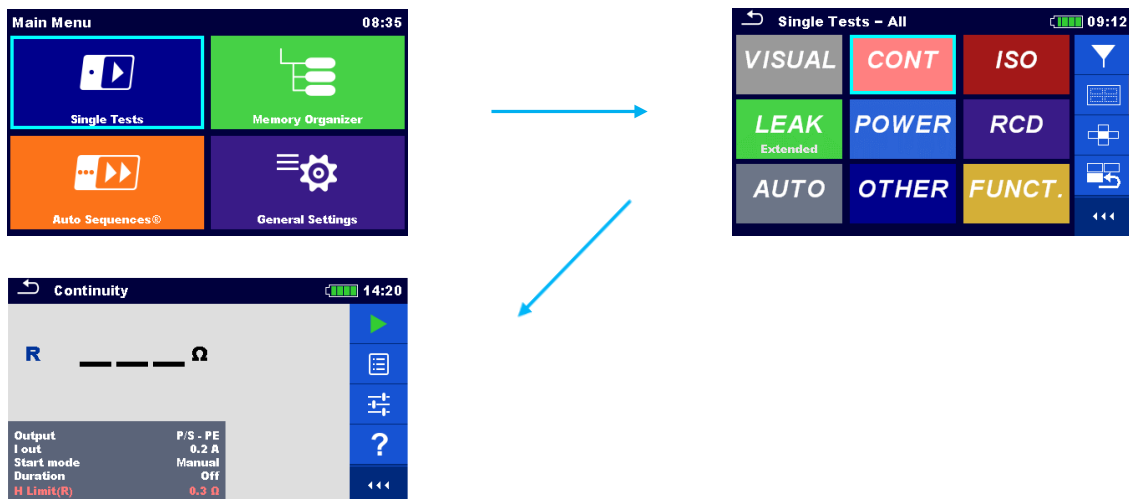 Main Menu 08:35
Single Tests
Memory Organizer
Auto Sequences®
General Settings
Single Tests – All 09:12
VISUAL CONT ISO
LEAK POWER RCD
Extended
AUTO OTHER FUNCT.
Continuity 14:20
R ___ Ω
?
Output P/S - PE
I out 0.2 A
Start mode Manual
Duration Off
H Limit(R) 0.3 Ω